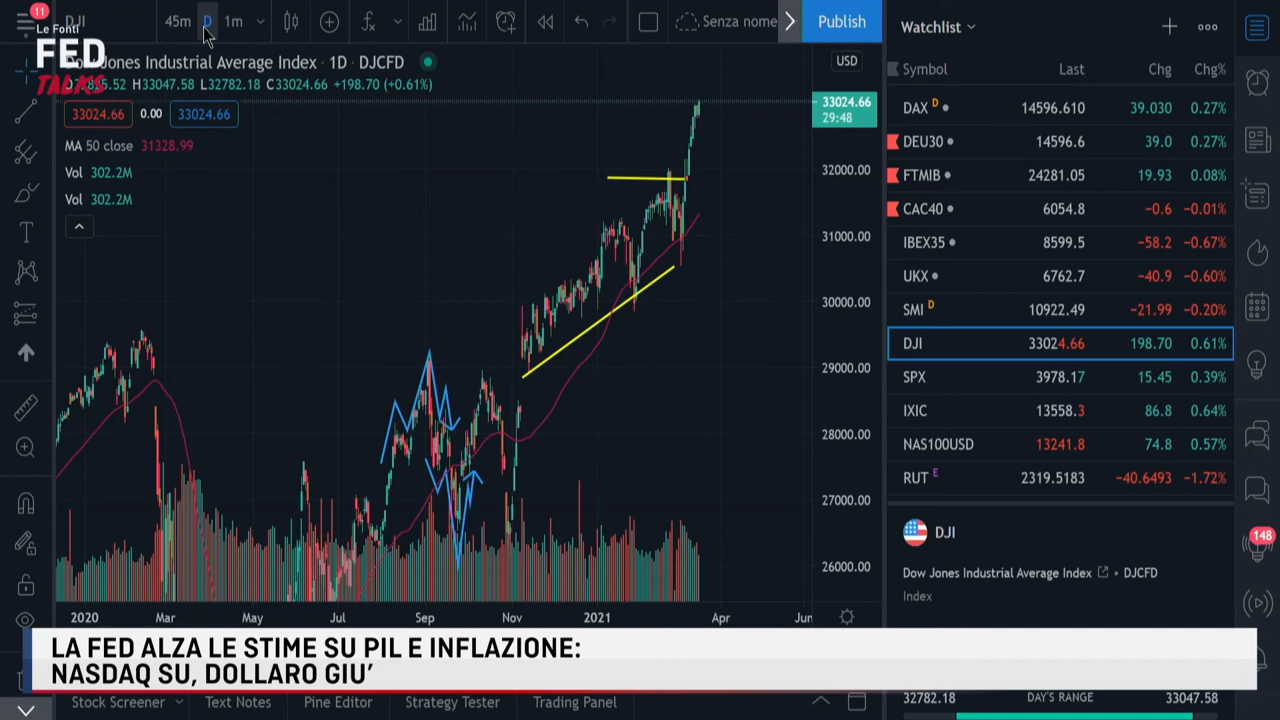 11
DJI
45m D 1m
Senza nome
Publish
Le Fonti
FED
TALKS
Dow Jones Industrial Average Index · 1D · DJCFD
H33047.58 L32782.18 C33024.66 +198.70 (+0.61%)
33024.66 0.00 33024.66
MA 50 close 31328.99
Vol 302.2M
Vol 302.2M
USD
33024.66
29:48
32000.00
31000.00
30000.00
29000.00
28000.00
27000.00
26000.00
2020 Mar May Jul Sep Nov 2021 Apr Jun
Watchlist
Symbol Last Chg Chg%
DAX D 14596.610 39.030 0.27%
DEU30 14596.6 39.0 0.27%
FTMIB 24281.05 19.93 0.08%
CAC40 6054.8 −0.6 −0.01%
IBEX35 8599.5 −58.2 −0.67%
UKX 6762.7 −40.9 −0.60%
SMI D 10922.49 −21.99 −0.20%
DJI 33024.66 198.70 0.61%
SPX 3978.17 15.45 0.39%
IXIC 13558.3 86.8 0.64%
NAS100USD 13241.8 74.8 0.57%
RUT E 2319.5183 −40.6493 −1.72%
DJI
Dow Jones Industrial Average Index • DJCFD
Index
148
LA FED ALZA LE STIME SU PIL E INFLAZIONE:
NASDAQ SU, DOLLARO GIU’
Stock Screener Text Notes Pine Editor Strategy Tester Trading Panel
32782.18 DAY'S RANGE 33047.58